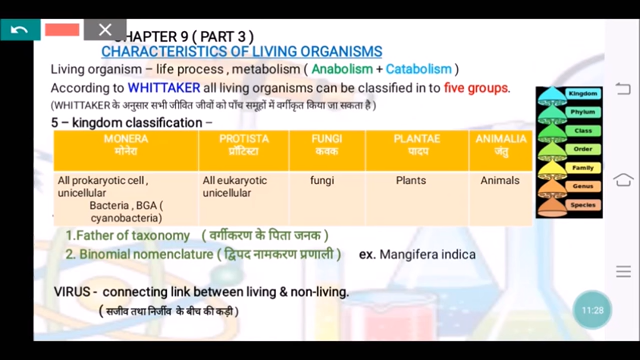 CHAPTER 9 ( PART 3 )
CHARACTERISTICS OF LIVING ORGANISMS
Living organism – life process , metabolism ( Anabolism + Catabolism )
According to WHITTAKER all living organisms can be classified in to five groups.
(WHITTAKER के अनुसार सभी जीवित जीवों को पाँच समूहों में वर्गीकृत किया जा सकता है )
5 – kingdom classification –
MONERA PROTISTA FUNGI PLANTAE ANIMALIA
मोनेरा प्रॉटिस्टा कवक पादप जंतु
All prokaryotic cell , All eukaryotic fungi Plants Animals
unicellular unicellular
Bacteria , BGA (
cyanobacteria)
1.Father of taxonomy ( वर्गीकरण के पिता जनक )
2. Binomial nomenclature ( द्विपद नामकरण प्रणाली ) ex. Mangifera indica
VIRUS - connecting link between living & non-living.
( सजीव तथा निर्जीव के बीच की कड़ी )
Kingdom
Phylum
Class
Order
Family
Genus
Species
11:28